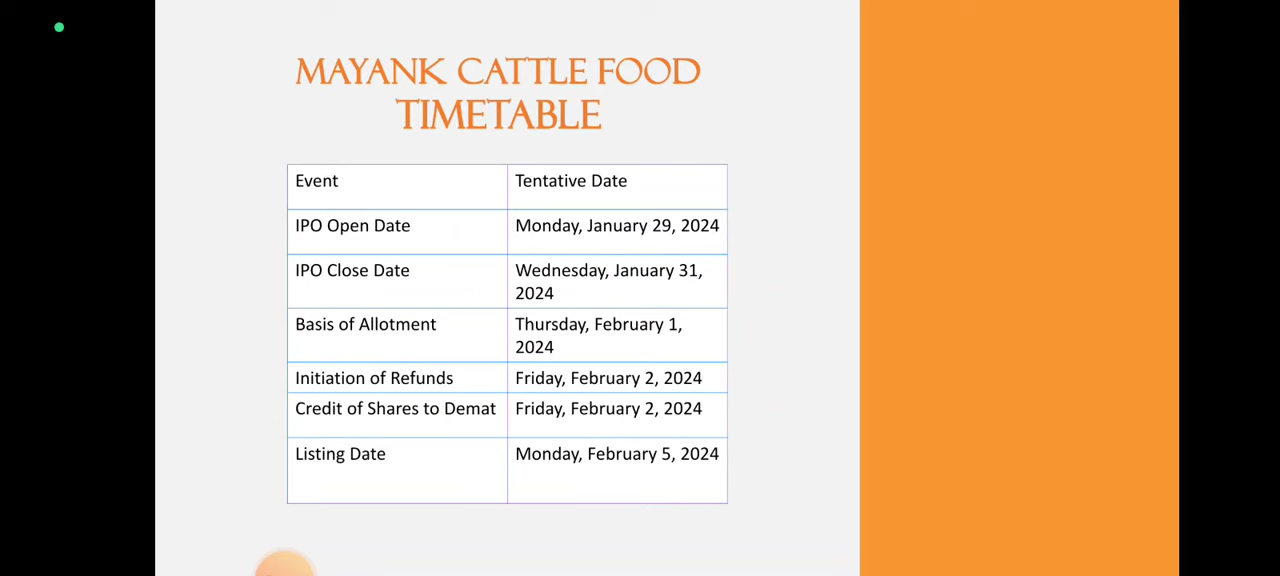 MAYANK CATTLE FOOD
TIMETABLE
Event Tentative Date
IPO Open Date Monday, January 29, 2024
IPO Close Date Wednesday, January 31,
2024
Basis of Allotment Thursday, February 1,
2024
Initiation of Refunds Friday, February 2, 2024
Credit of Shares to Demat Friday, February 2, 2024
Listing Date Monday, February 5, 2024